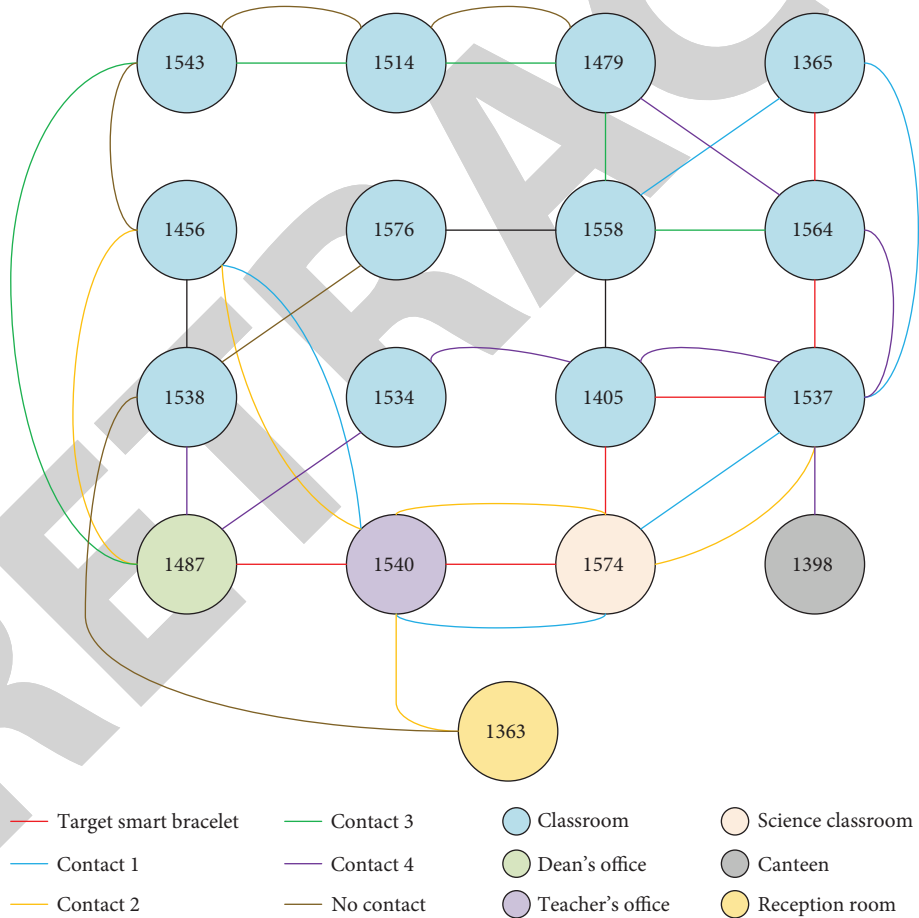 1543 1514 1479 1365
1456 1576 1558 1564
1538 1534 1405 1537
1487 1540 1574 1398
1363
Target smart bracelet Contact 3 Classroom Science classroom
Contact 1 Contact 4 Dean's office Canteen
Contact 2 No contact Teacher's office Reception room
RETRAC